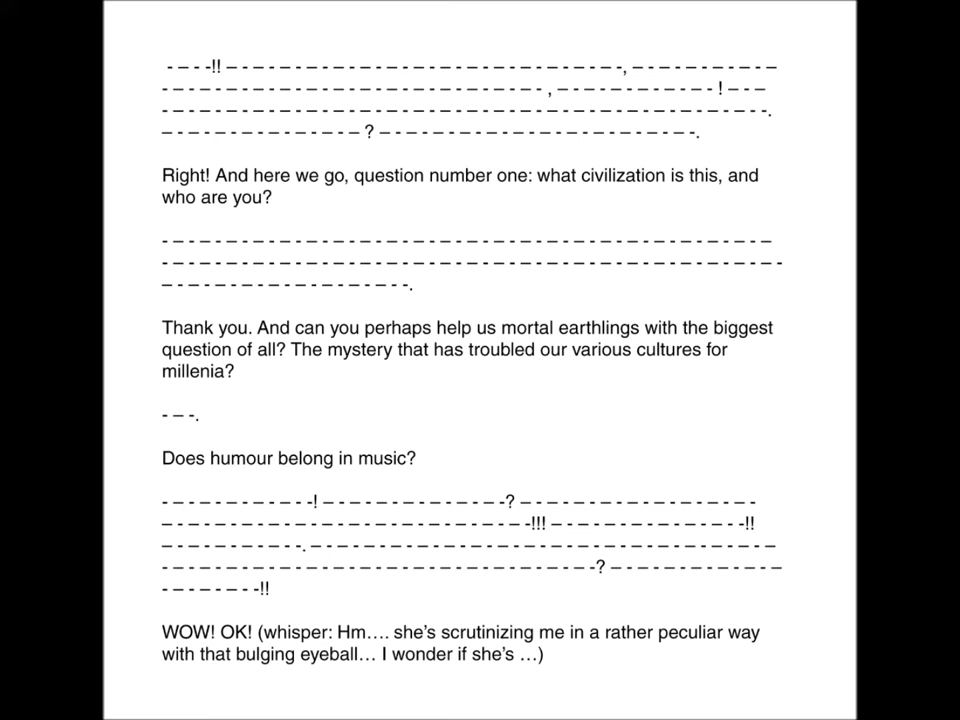 - – - -!! – - – - – - – - – - – - – - – - – - – - – - – - – - – - –-, – - – - – - – - – - –
- – - – - – - – - – - – - – - – - – - – - – - – - – - – - , – - – - – - – - – - – - ! – - –
- – - – - – - – - – - – - – - – - – - – - – - – - – - – - – - – - – - – - – - – - – - – - -.
– - – - – - – - – - – - – - – ? – - – - – - – - – - – - – - – - – - – - – - – -.
Right! And here we go, question number one: what civilization is this, and
who are you?
- – - – - – - – - – - – - – - – - – - – - – - – - – - – - – - – - – - – - – - – - – - – - –
- – - – - – - – - – - – - – - – - – - – - – - – - – - – - – - – - – - – - – - – - – - – - – -
– - – - – - – - – - – - – - – - – - -.
Thank you. And can you perhaps help us mortal earthlings with the biggest
question of all? The mystery that has troubled our various cultures for
millenia?
- – -.
Does humour belong in music?
- – - – - – - – - – - -! – - – - – - – - – - – - – -? – - – - – - – - – - – - – - – - – -
– - – - – - – - – - – - – - – - – - – - – - – - – - – -!!! – - – - – - – - – - – - – - -!!
– - – - – - – - – - -. – - – - – - – - – - – - – - – - – - – - – - – - – - – - – - – - –
- – - – - – - – - – - – - – - – - – - – - – - – - – - – - – - -? – - – - – - – - – - – - –
- – - – - – - -!!
WOW! OK! (whisper: Hm…. she’s scrutinizing me in a rather peculiar way
with that bulging eyeball… I wonder if she’s …)